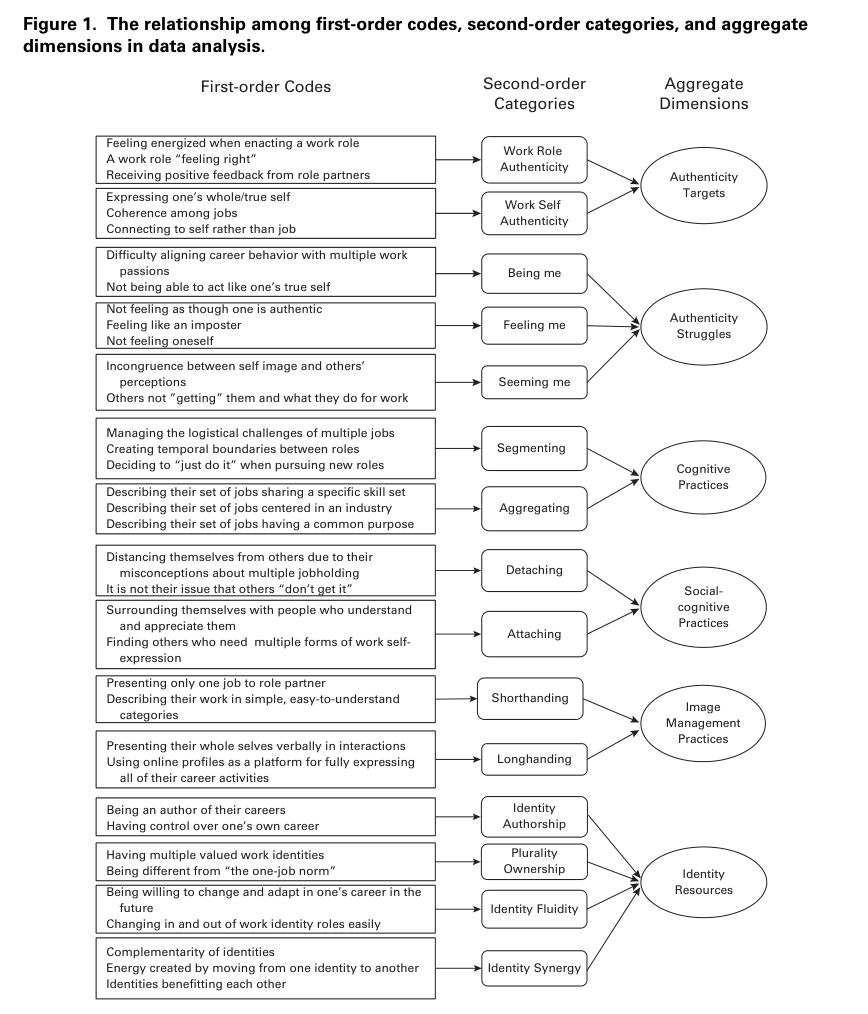 Figure 1. The relationship among first-order codes, second-order categories, and aggregate
dimensions in data analysis.
First-order Codes
Second-order
Categories
Aggregate
Dimensions
Feeling energized when enacting a work role
A work role “feeling right”
Receiving positive feedback from role partners
Work Role
Authenticity
Expressing one’s whole/true self
Coherence among jobs
Connecting to self rather than job
Work Self
Authenticity
Authenticity
Targets
Difficulty aligning career behavior with multiple work
passions
Not being able to act like one’s true self
Being me
Not feeling as though one is authentic
Feeling like an imposter
Not feeling oneself
Feeling me
Incongruence between self image and others’
perceptions
Others not “getting” them and what they do for work
Seeming me
Authenticity
Struggles
Managing the logistical challenges of multiple jobs
Creating temporal boundaries between roles
Deciding to “just do it” when pursuing new roles
Segmenting
Describing their set of jobs sharing a specific skill set
Describing their set of jobs centered in an industry
Describing their set of jobs having a common purpose
Aggregating
Cognitive
Practices
Distancing themselves from others due to their
misconceptions about multiple jobholding
It is not their issue that others “don’t get it”
Detaching
Surrounding themselves with people who understand
and appreciate them
Finding others who need multiple forms of work self-
expression
Attaching
Social-
cognitive
Practices
Presenting only one job to role partner
Describing their work in simple, easy-to-understand
categories
Shorthanding
Presenting their whole selves verbally in interactions
Using online profiles as a platform for fully expressing
all of their career activities
Longhanding
Image
Management
Practices
Being an author of their careers
Having control over one’s own career
Identity
Authorship
Having multiple valued work identities
Being different from “the one-job norm”
Plurality
Ownership
Being willing to change and adapt in one’s career in the
future
Changing in and out of work identity roles easily
Identity Fluidity
Complementarity of identities
Energy created by moving from one identity to another
Identities benefitting each other
Identity Synergy
Identity
Resources